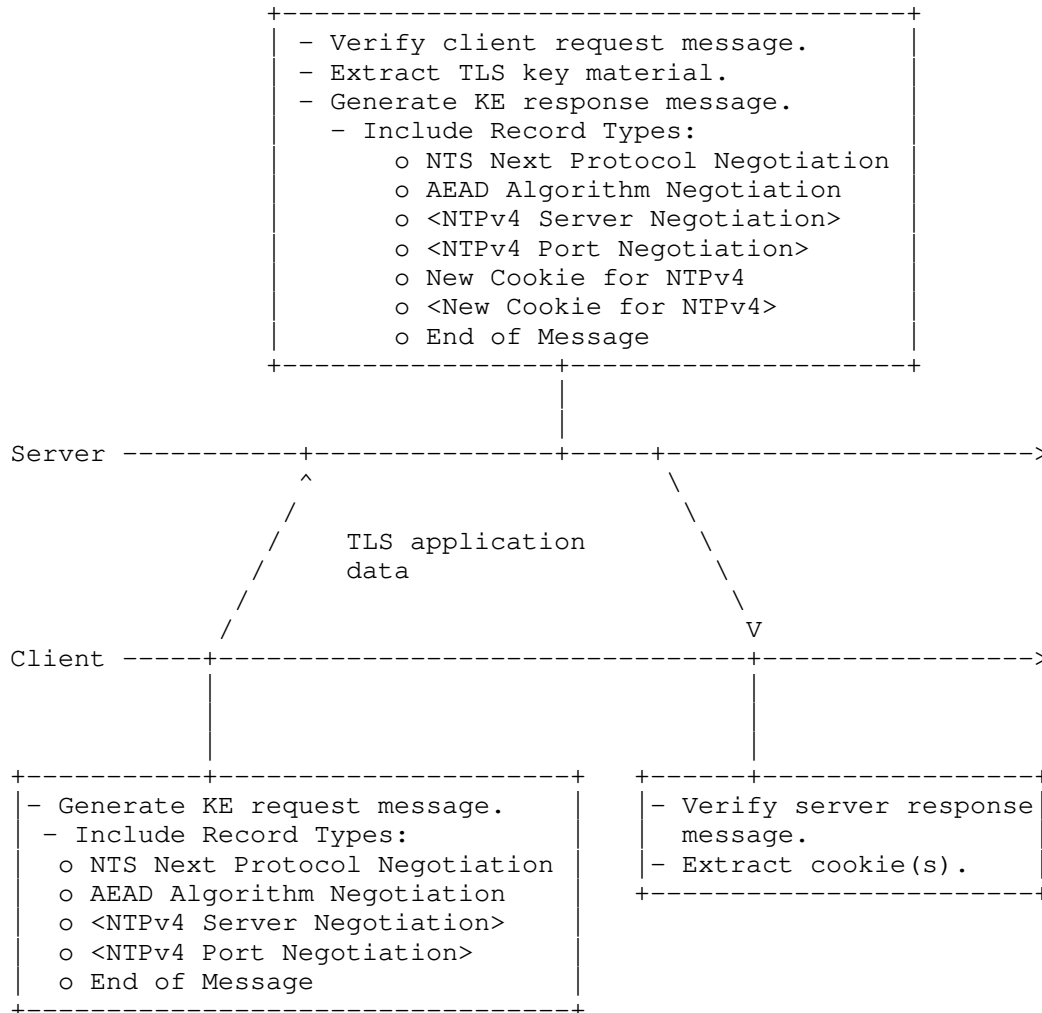 - Verify client request message.
- Extract TLS key material.
- Generate KE response message.
- Include Record Types:
o NTS Next Protocol Negotiation
o AEAD Algorithm Negotiation
o <NTPv4 Server Negotiation>
o <NTPv4 Port Negotiation>
o New Cookie for NTPv4
o <New Cookie for NTPv4>
o End of Message
Server
TLS application
data
Client
- Generate KE request message.
- Include Record Types:
o NTS Next Protocol Negotiation
o AEAD Algorithm Negotiation
o <NTPv4 Server Negotiation>
o <NTPv4 Port Negotiation>
o End of Message
- Verify server response
message.
- Extract cookie(s).